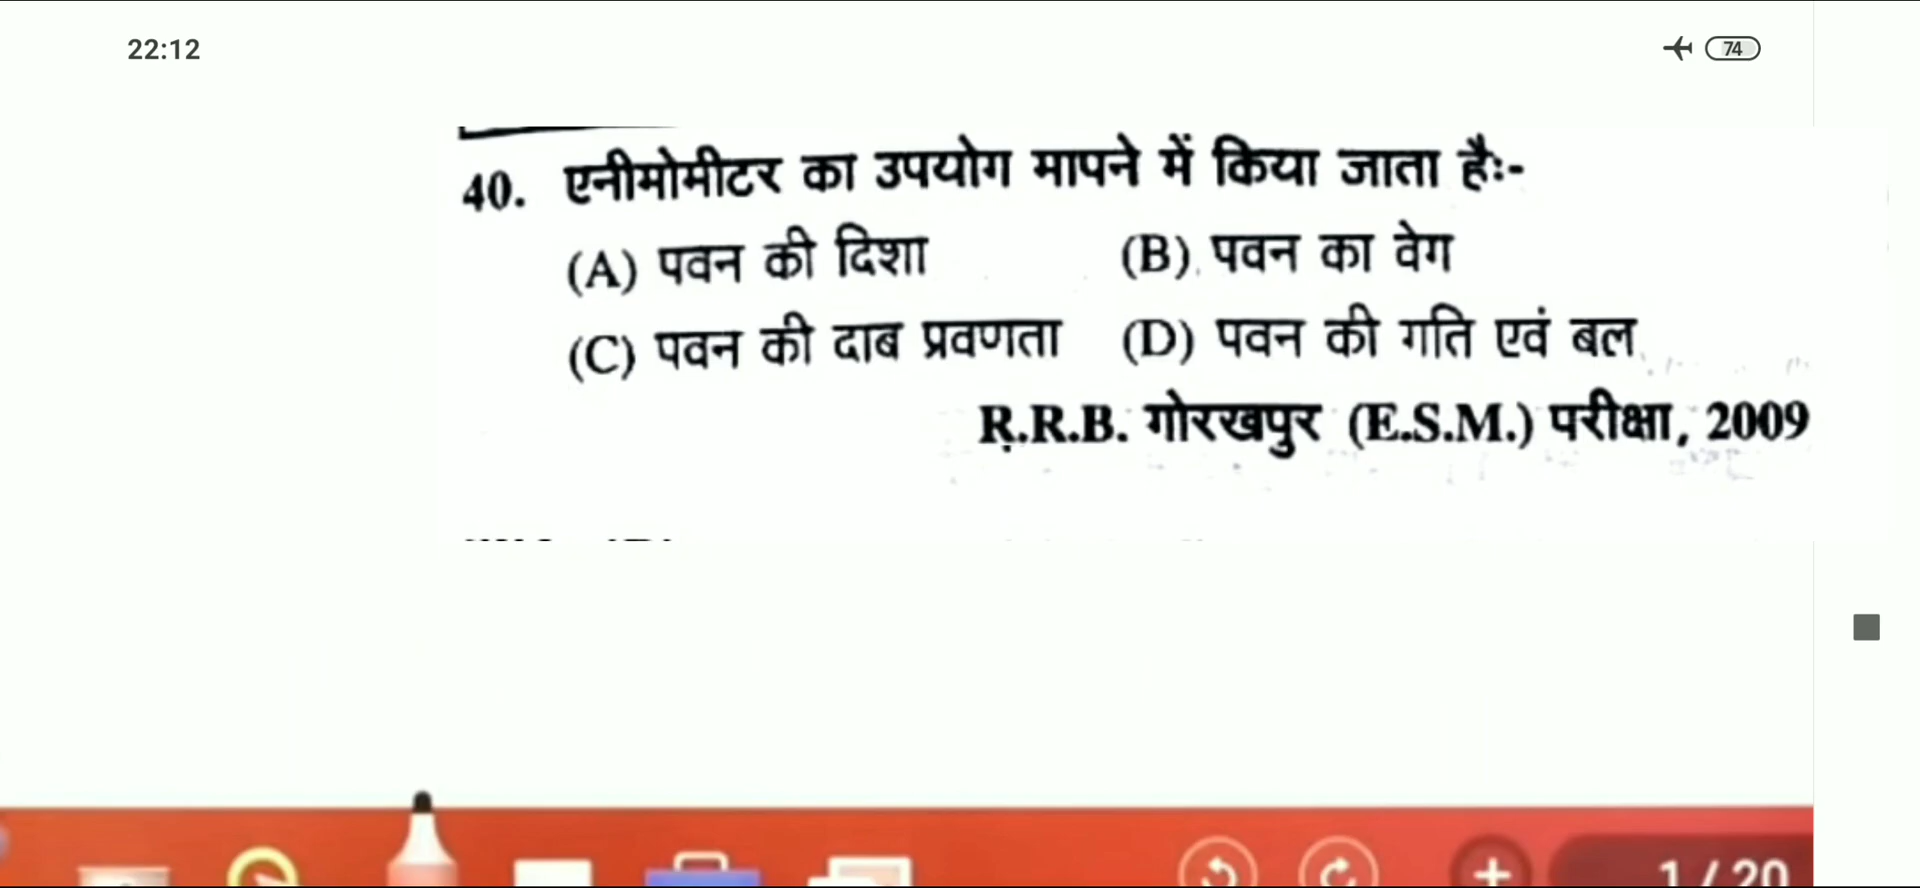 22:12
74
40. एनीमोमीटर का उपयोग मापने में किया जाता हैः-
(A) पवन की दिशा (B) पवन का वेग
(C) पवन की दाब प्रवणता (D) पवन की गति एवं बल
R.R.B. गोरखपुर (E.S.M.) परीक्षा, 2009
1 / 20